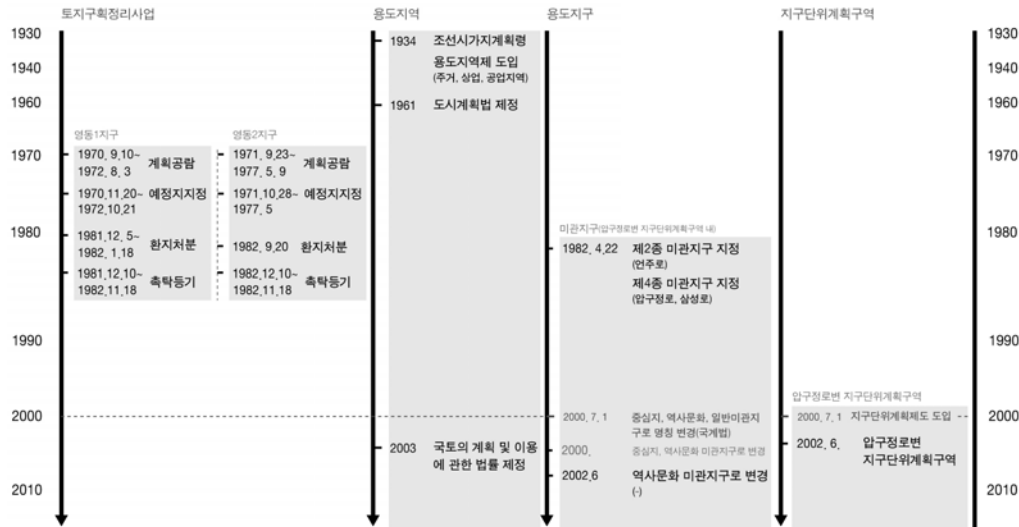 토지구획정리사업
용도지역
용도지구
지구단위계획구역
1930
1940
1960
1970
1980
1990
2000
2010
영동1지구
1970. 9.10~
1972. 8. 3
계획공람
1970.11.20~
1972.10.21
예정지지정
1981.12. 5~
1982. 1.18
환지처분
1981.12.10~
1982.11.18
촉탁등기
영동2지구
1971. 9.23~
1977. 5. 9
계획공람
1971.10.28~
1977. 5
예정지지정
1982. 9.20
환지처분
1982.12.10~
1982.11.18
촉탁등기
1934 조선시가지계획령
용도지역제 도입
(주거, 상업, 공업지역)
1961 도시계획법 제정
2003 국토의 계획 및 이용
에 관한 법률 제정
미관지구(압구정로변 지구단위계획구역 내)
1982. 4.22 제2종 미관지구 지정
(언주로)
제4종 미관지구 지정
(압구정로, 삼성로)
2000. 7. 1 중심지, 역사문화, 일반미관지
구로 명칭 변경(국계법)
2000. 중심지, 역사문화 미관지구로 변경
2002.6 역사문화 미관지구로 변경
(-)
압구정로변 지구단위계획구역
2000. 7. 1 지구단위계획제도 도입
2002. 6. 압구정로변
지구단위계획구역
1930
1940
1960
1970
1980
1990
2000
2010